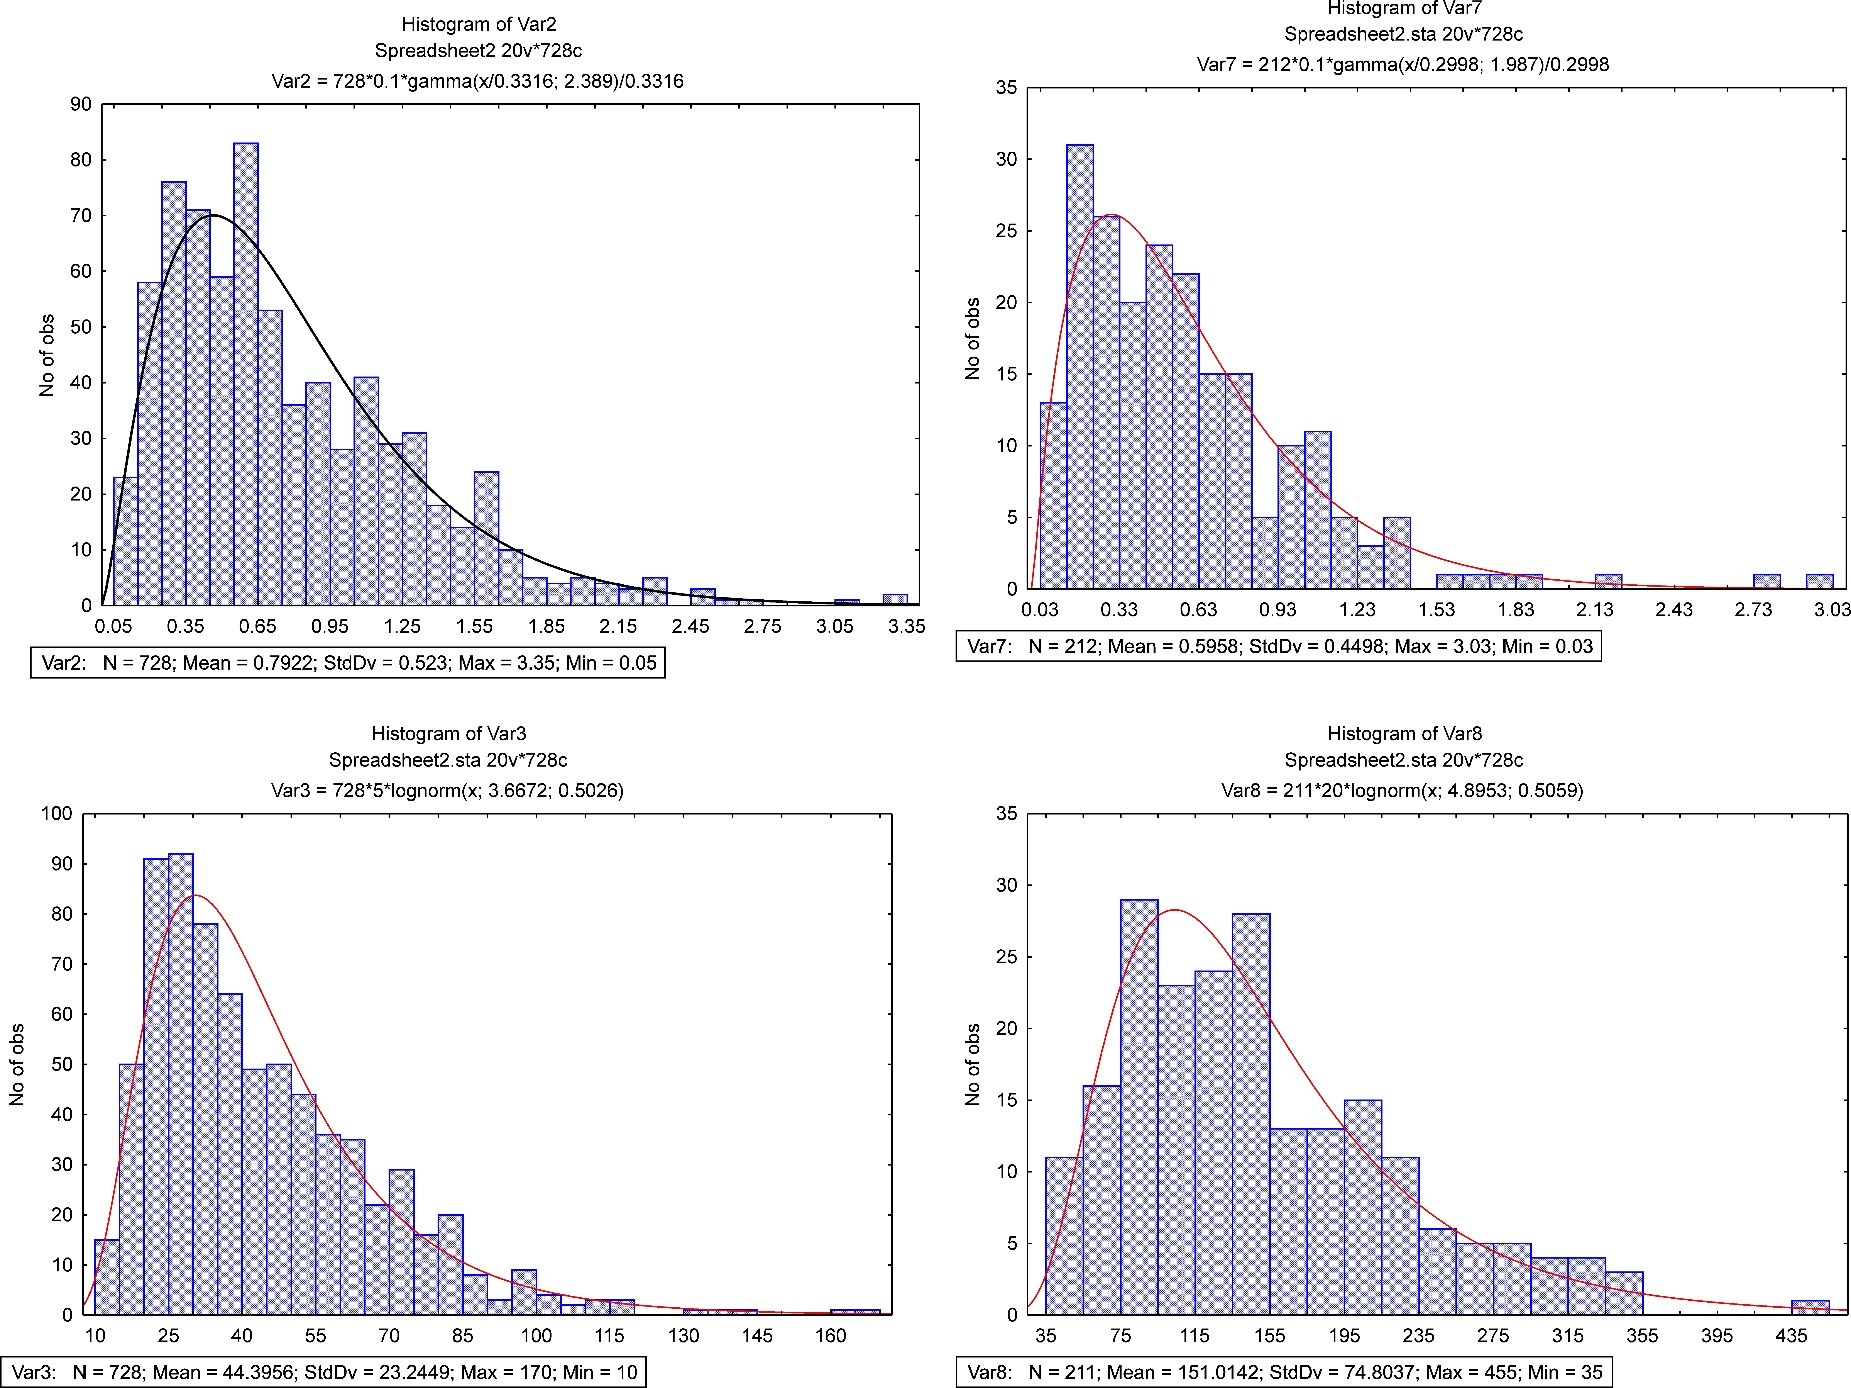 Histogram of Var2
Spreadsheet2 20v*728c
Var2 = 728*0.1*gamma(x/0.3316; 2.389)/0.3316
90
80
70
60
50
40
30
20
10
0
No of obs
0.05 0.35 0.65 0.95 1.25 1.55 1.85 2.15 2.45 2.75 3.05 3.35
Var2: N = 728; Mean = 0.7922; StdDv = 0.523; Max = 3.35; Min = 0.05
Histogram of Var7
Spreadsheet2.sta 20v*728c
Var7 = 212*0.1*gamma(x/0.2998; 1.987)/0.2998
35
30
25
20
15
10
5
0
No of obs
0.03 0.33 0.63 0.93 1.23 1.53 1.83 2.13 2.43 2.73 3.03
Var7: N = 212; Mean = 0.5958; StdDv = 0.4498; Max = 3.03; Min = 0.03
Histogram of Var3
Spreadsheet2.sta 20v*728c
Var3 = 728*5*lognorm(x; 3.6672; 0.5026)
100
90
80
70
60
50
40
30
20
10
0
No of obs
10 25 40 55 70 85 100 115 130 145 160
Var3: N = 728; Mean = 44.3956; StdDv = 23.2449; Max = 170; Min = 10
Histogram of Var8
Spreadsheet2.sta 20v*728c
Var8 = 211*20*lognorm(x; 4.8953; 0.5059)
35
30
25
20
15
10
5
0
No of obs
35 75 115 155 195 235 275 315 355 395 435
Var8: N = 211; Mean = 151.0142; StdDv = 74.8037; Max = 455; Min = 35